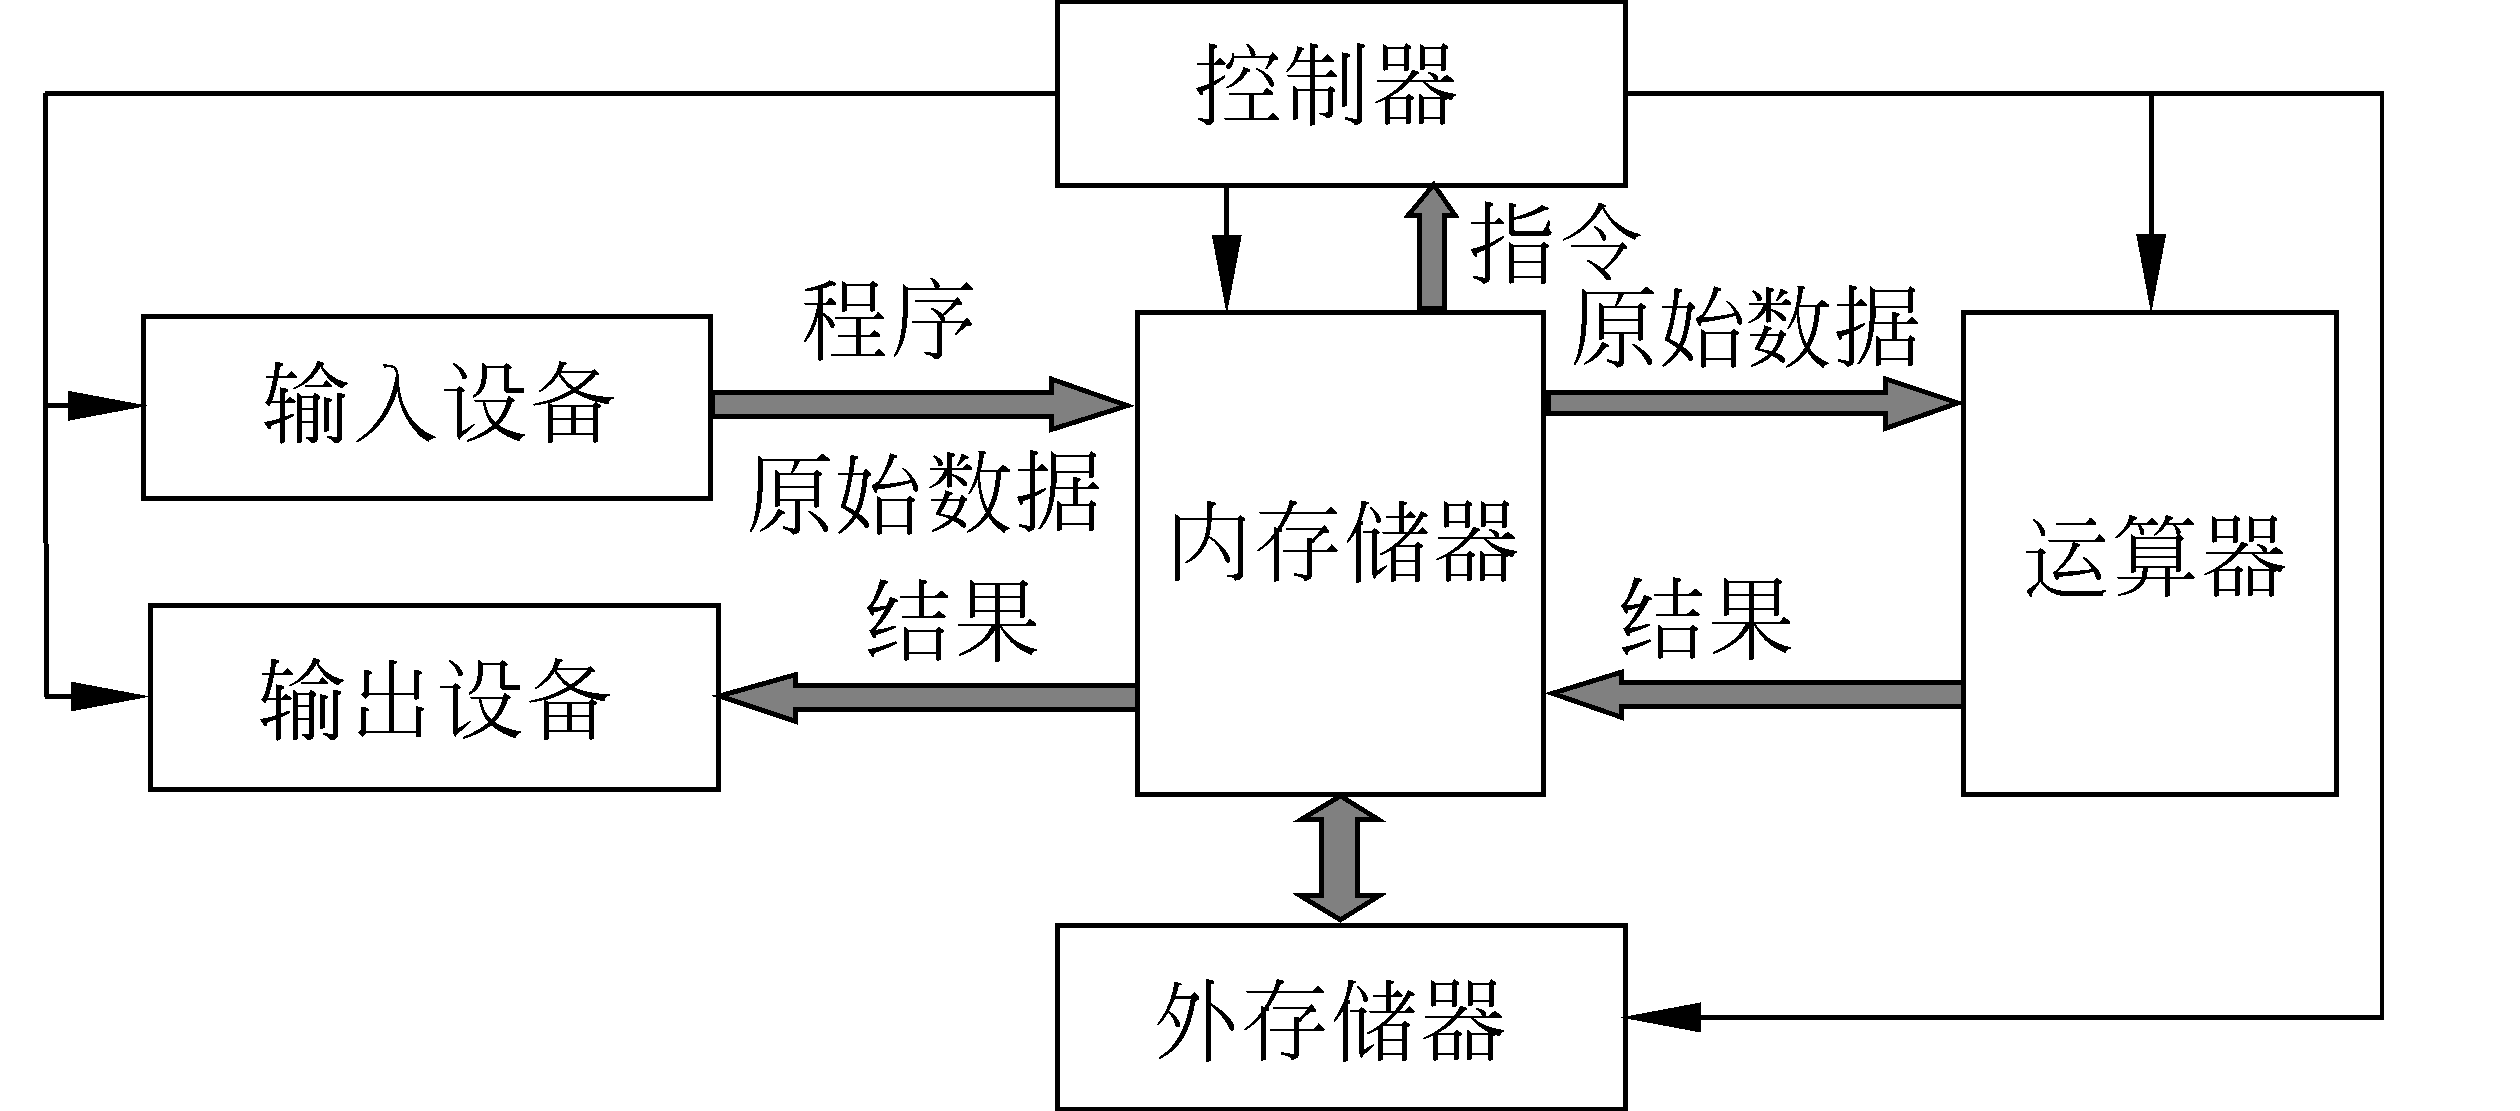 控制器
指令
程序
原始数据
输入设备
原始数据
内存储器
运算器
结果
结果
输出设备
外存储器